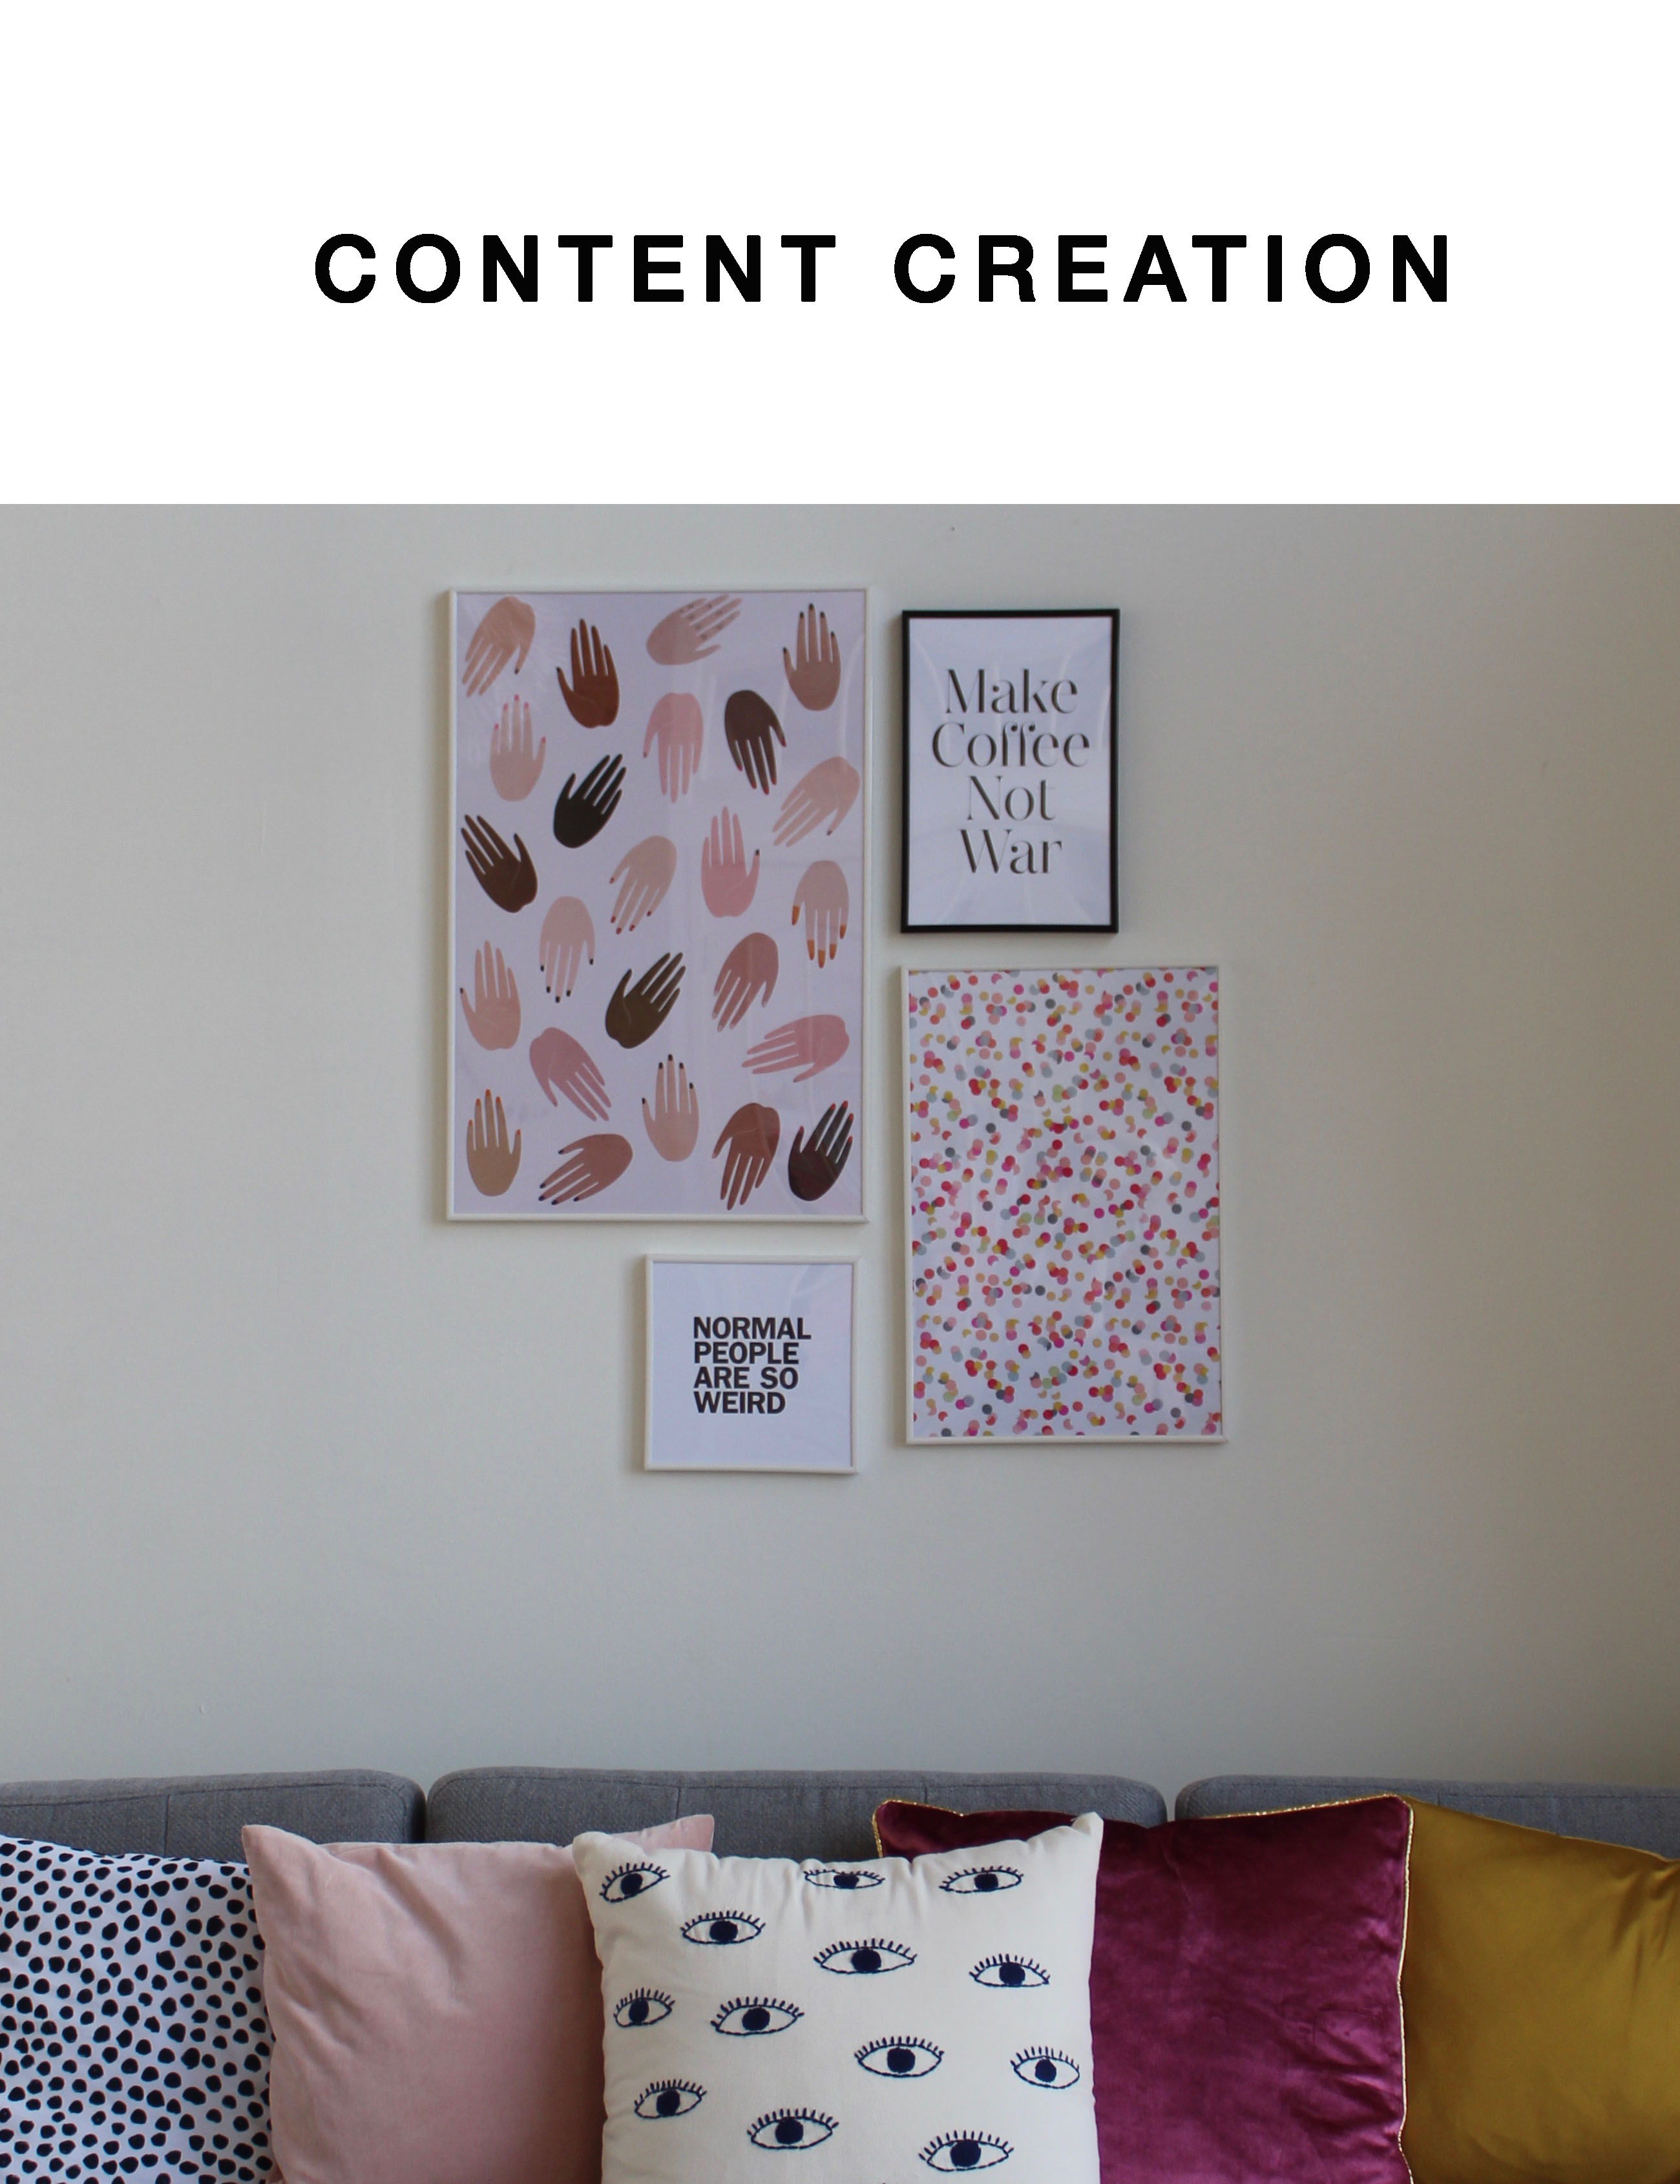 CONTENT CREATION
Make
Coffee
Not
War
NORMAL
PEOPLE
ARE SO
WEIRD